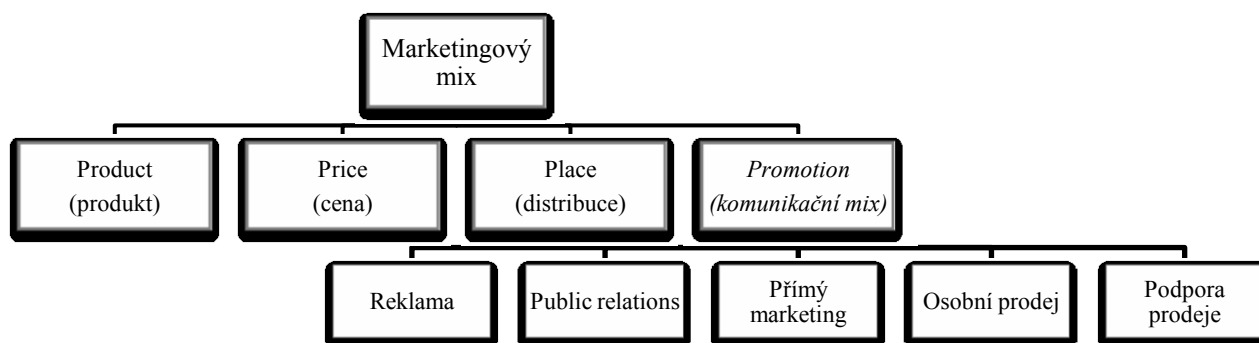 Marketingový
mix
Product
(produkt)
Price
(cena)
Place
(distribuce)
Promotion
(komunikační mix)
Reklama
Public relations
Přímý
marketing
Osobní prodej
Podpora
prodeje